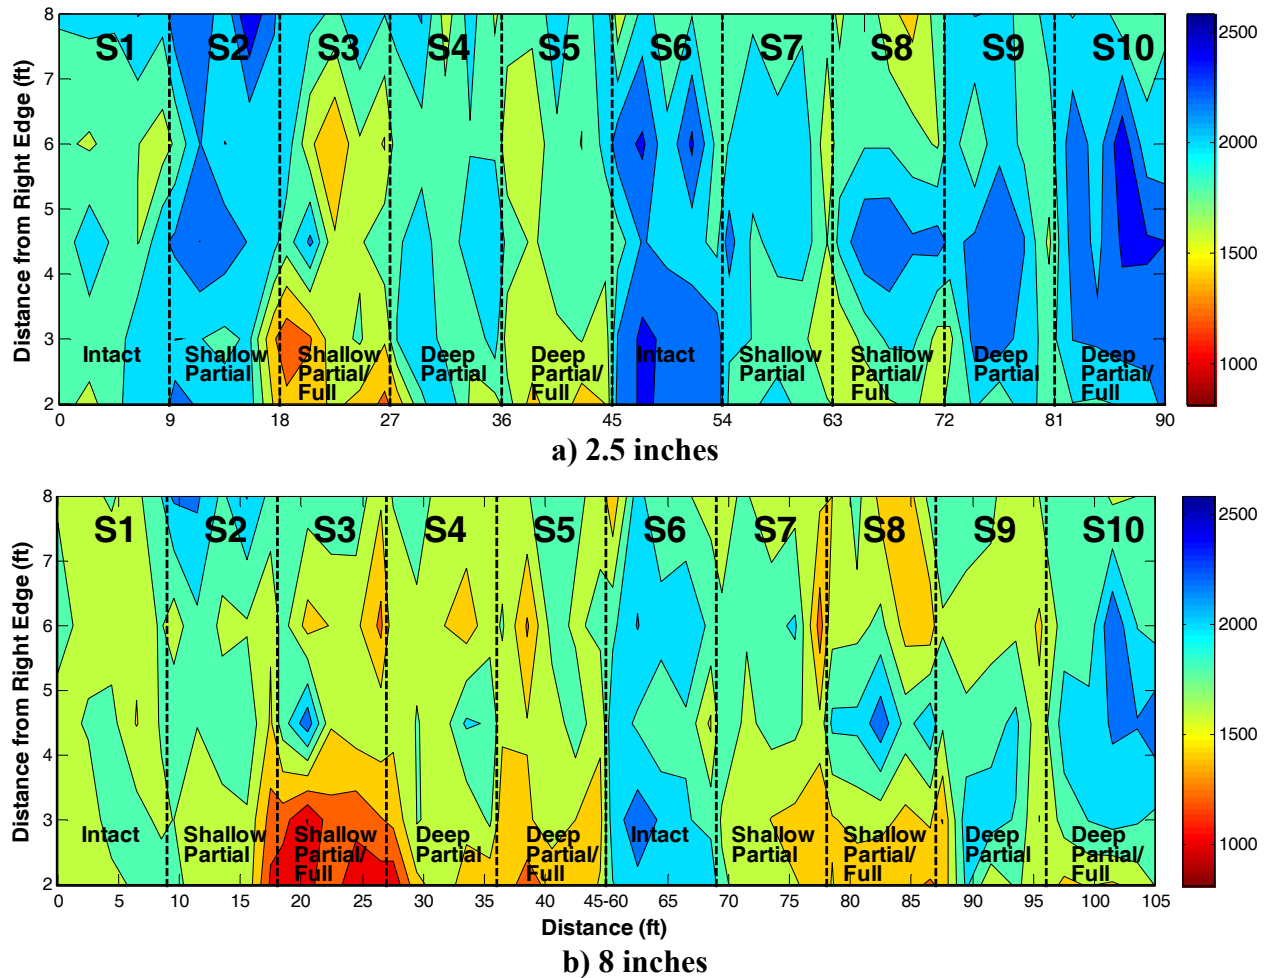 8
7
6
5
4
3
2
Distance from Right Edge (ft)
S1 S2 S3 S4 S5 S6 S7 S8 S9 S10
Intact
Shallow
Partial
Shallow
Partial/
Full
Deep
Partial
Deep
Partial/
Full
Intact
Shallow
Partial
Shallow
Partial/
Full
Deep
Partial
Deep
Partial/
Full
0 9 18 27 36 45 54 63 72 81 90
2500
2000
1500
1000
a) 2.5 inches
8
7
6
5
4
3
2
Distance from Right Edge (ft)
S1 S2 S3 S4 S5 S6 S7 S8 S9 S10
Intact
Shallow
Partial
Shallow
Partial/
Full
Deep
Partial
Deep
Partial/
Full
Intact
Shallow
Partial
Shallow
Partial/
Full
Deep
Partial
Deep
Partial/
Full
0 5 10 15 20 25 30 35 40 45-60 65 70 75 80 85 90 95 100 105
Distance (ft)
2500
2000
1500
1000
b) 8 inches